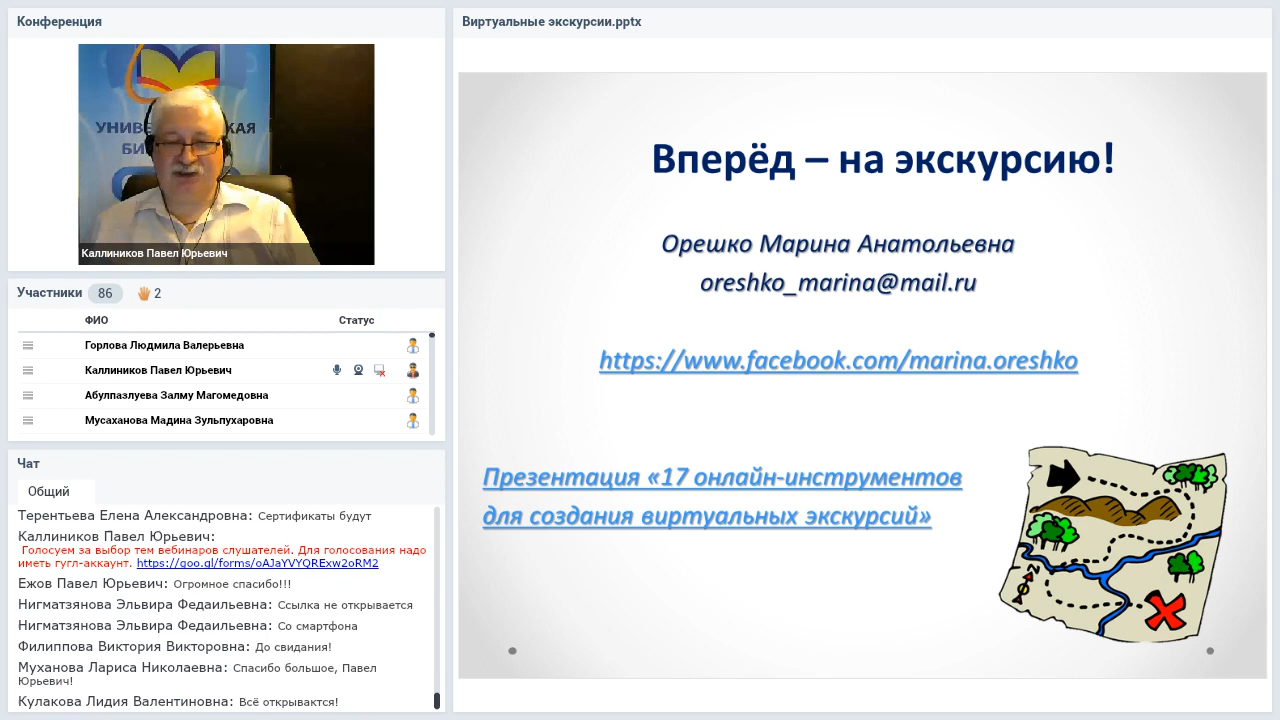 Конференция
УНИВЕ
КАЯ
БИ
Каллиников Павел Юрьевич
Участники 86 2
ФИО Статус
Горлова Людмила Валерьевна
Каллиников Павел Юрьевич
Абулпазлуева Залму Магомедовна
Мусаханова Мадина Зульпухаровна
Чат
Общий
Терентьева Елена Александровна: Сертификаты будут
Каллиников Павел Юрьевич:
Голосуем за выбор тем вебинаров слушателей. Для голосования надо
иметь гугл-аккаунт. https://goo.gl/forms/oAJaYVYQRExw2oRM2
Ежов Павел Юрьевич: Огромное спасибо!!!
Нигматзянова Эльвира Федаильевна: Ссылка не открывается
Нигматзянова Эльвира Федаильевна: Со смартфона
Филиппова Виктория Викторовна: До свидания!
Муханова Лариса Николаевна: Спасибо большое, Павел
Юрьевич!
Кулакова Лидия Валентиновна: Всё открывактся!
Виртуальные экскурсии.pptx
Вперёд – на экскурсию!
Орешко Марина Анатольевна
oreshko_marina@mail.ru
https://www.facebook.com/marina.oreshko
Презентация «17 онлайн-инструментов
для создания виртуальных экскурсий»
N